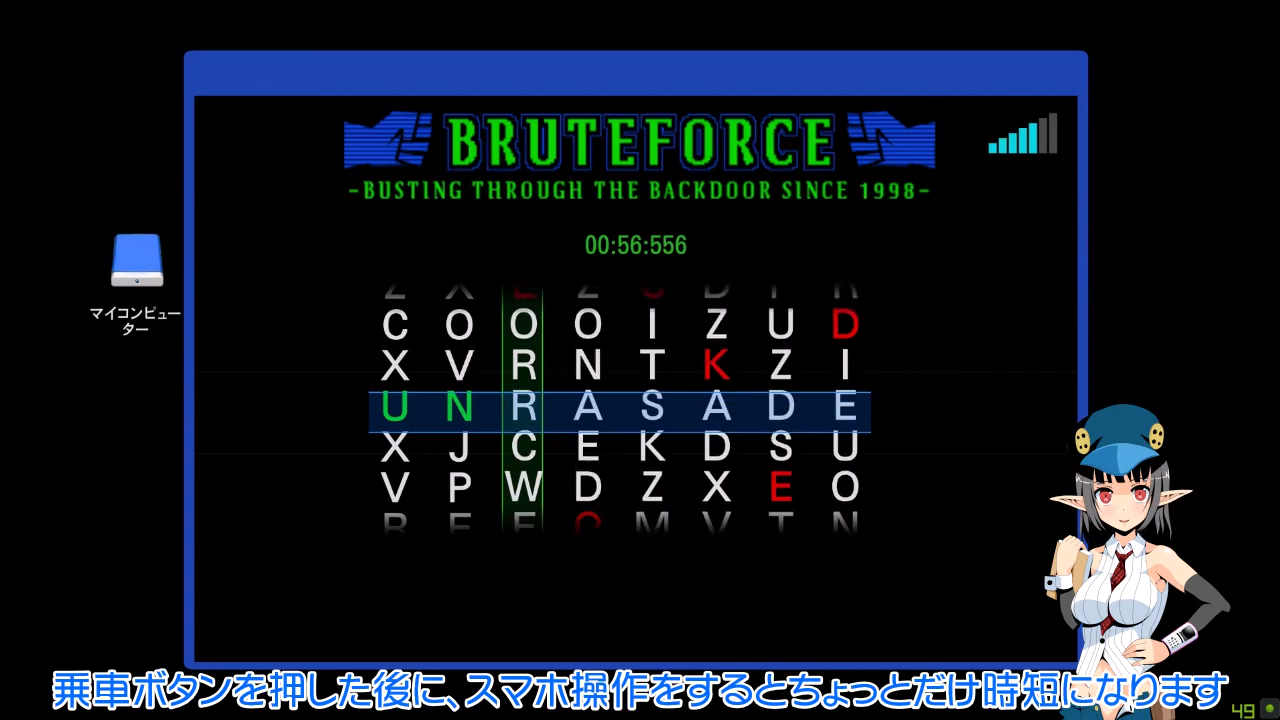 BRUTEFORCE
-BUSTING THROUGH THE BACKDOOR SINCE 1998-
00:56:556
C O O O I Z U D
X V R N T K Z I
マイコンピュー
ター
U N R A S A D E
X J C E K D S U
V P W D Z X E O
乗車ボタンを押した後に、スマホ操作をするとちょっとだけ時短になります
49